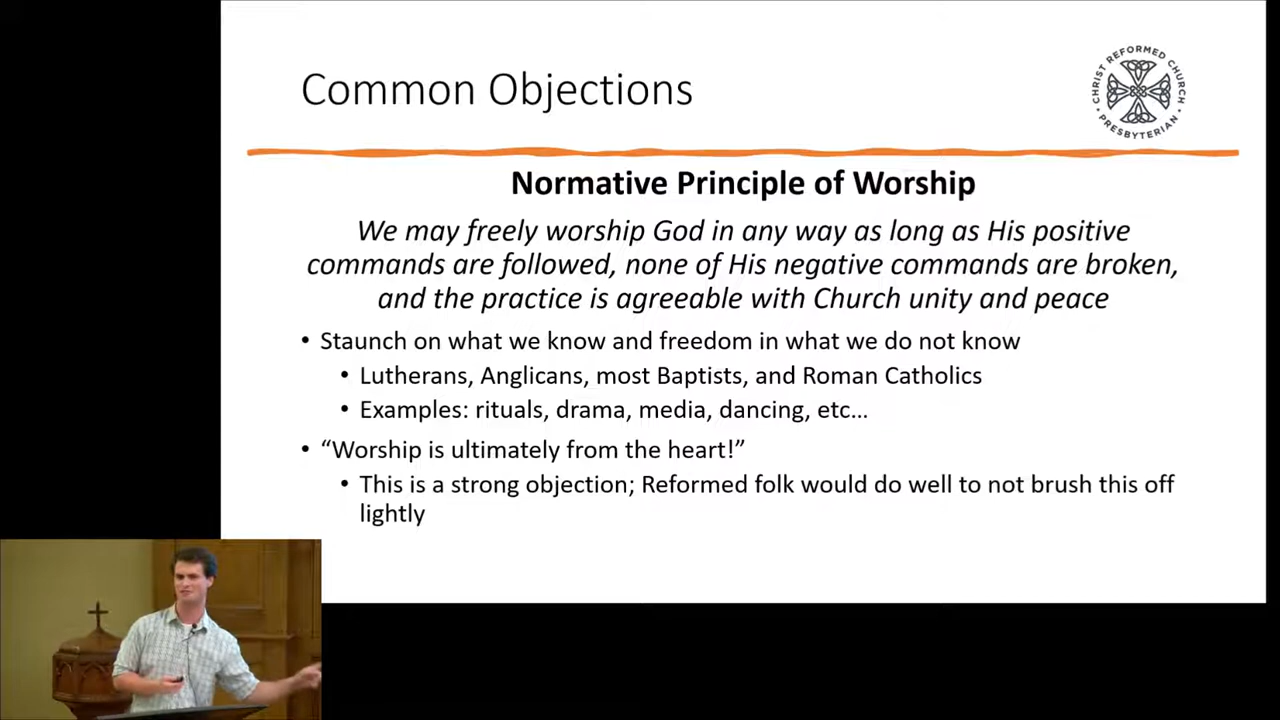 Common Objections
CHRIST REFORMED CHURCH
• PRESBYTERIAN •
Normative Principle of Worship
We may freely worship God in any way as long as His positive
commands are followed, none of His negative commands are broken,
and the practice is agreeable with Church unity and peace
• Staunch on what we know and freedom in what we do not know
• Lutherans, Anglicans, most Baptists, and Roman Catholics
• Examples: rituals, drama, media, dancing, etc…
• “Worship is ultimately from the heart!”
• This is a strong objection; Reformed folk would do well to not brush this off
lightly